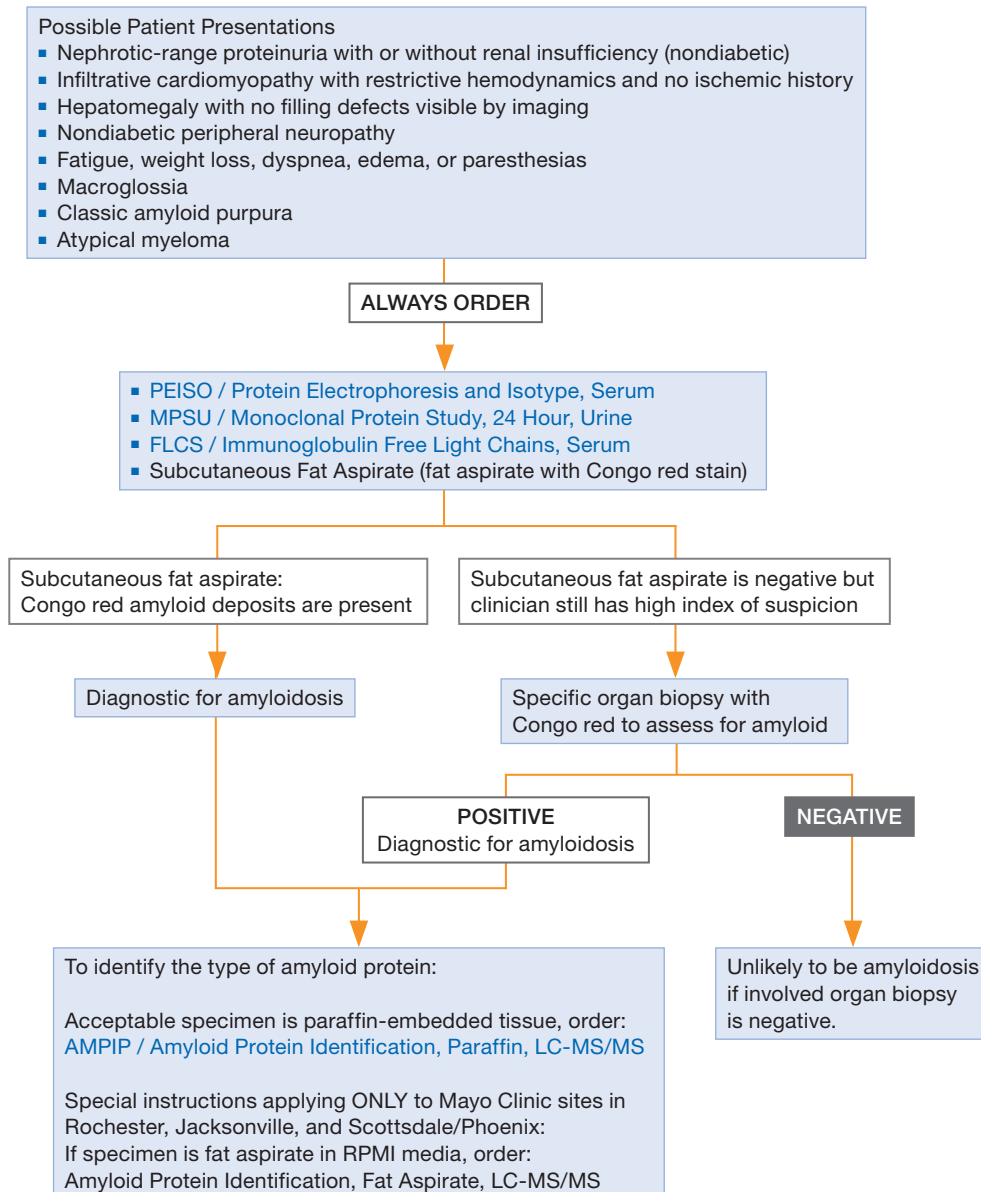 Possible Patient Presentations
▪ Nephrotic-range proteinuria with or without renal insufficiency (nondiabetic)
▪ Infiltrative cardiomyopathy with restrictive hemodynamics and no ischemic history
▪ Hepatomegaly with no filling defects visible by imaging
▪ Nondiabetic peripheral neuropathy
▪ Fatigue, weight loss, dyspnea, edema, or paresthesias
▪ Macroglossia
▪ Classic amyloid purpura
▪ Atypical myeloma
ALWAYS ORDER
▪ PEISO / Protein Electrophoresis and Isotype, Serum
▪ MPSU / Monoclonal Protein Study, 24 Hour, Urine
▪ FLCS / Immunoglobulin Free Light Chains, Serum
▪ Subcutaneous Fat Aspirate (fat aspirate with Congo red stain)
Subcutaneous fat aspirate:
Congo red amyloid deposits are present
Subcutaneous fat aspirate is negative but
clinician still has high index of suspicion
Diagnostic for amyloidosis
Specific organ biopsy with
Congo red to assess for amyloid
POSITIVE
Diagnostic for amyloidosis
NEGATIVE
To identify the type of amyloid protein:
Acceptable specimen is paraffin-embedded tissue, order:
AMPIP / Amyloid Protein Identification, Paraffin, LC-MS/MS
Special instructions applying ONLY to Mayo Clinic sites in
Rochester, Jacksonville, and Scottsdale/Phoenix:
If specimen is fat aspirate in RPMI media, order:
Amyloid Protein Identification, Fat Aspirate, LC-MS/MS
Unlikely to be amyloidosis
if involved organ biopsy
is negative.